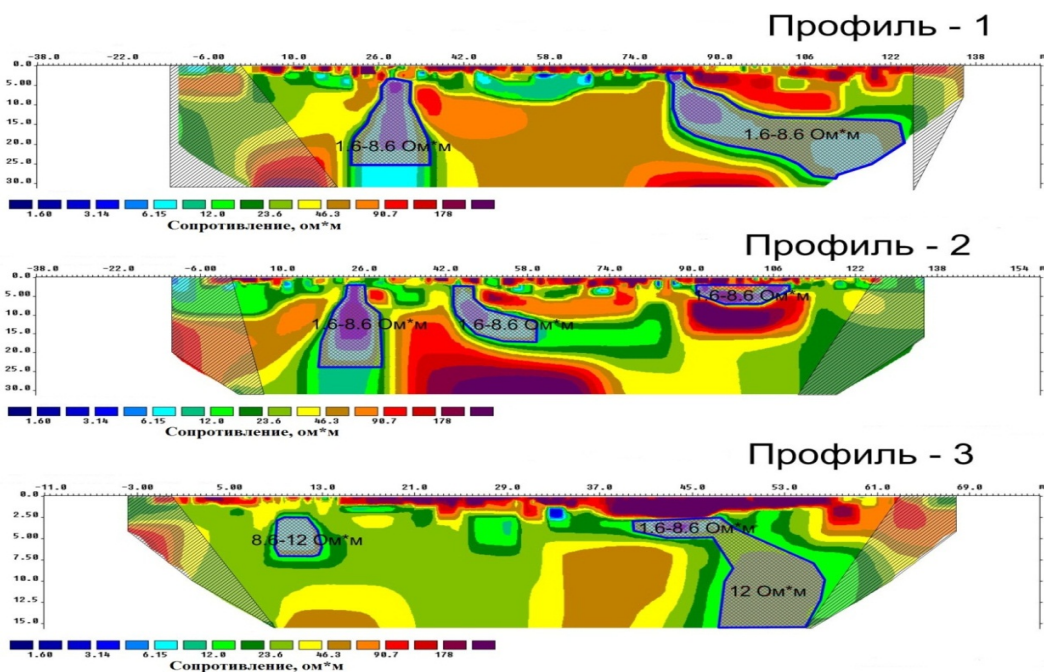 Профиль - 1
-38.0 -22.0 -6.00 10.0 26.0 42.0 58.0 74.0 90.0 106 122 138
0.0
5.00
10.0
15.0
20.0
25.0
30.0
1.6-8.6 Ом*м
1.6-8.6 Ом*м
1.60 3.14 6.15 12.0 23.6 46.3 90.7 178
Сопротивление, ом*м
Профиль - 2
-38.0 -22.0 -6.00 10.0 26.0 42.0 58.0 74.0 90.0 106 122 138 154
0.0
5.00
10.0
15.0
20.0
25.0
30.0
1.6-8.6 Ом*м
1.6-8.6 Ом*м
1.6-8.6 Ом*м
1.60 3.14 6.15 12.0 23.6 46.3 90.7 178
Сопротивление, ом*м
Профиль - 3
-11.0 -3.00 5.00 13.0 21.0 29.0 37.0 45.0 53.0 61.0 69.0
0.0
2.50
5.00
7.50
10.0
12.5
15.0
8.6-12 Ом*м
1.6-8.6 Ом*м
12 Ом*м
1.60 3.14 6.15 12.0 23.6 46.3 90.7 178
Сопротивление, ом*м